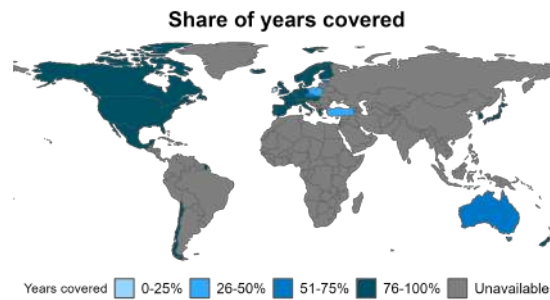 Share of years covered
Years covered 0-25% 26-50% 51-75% 76-100% Unavailable